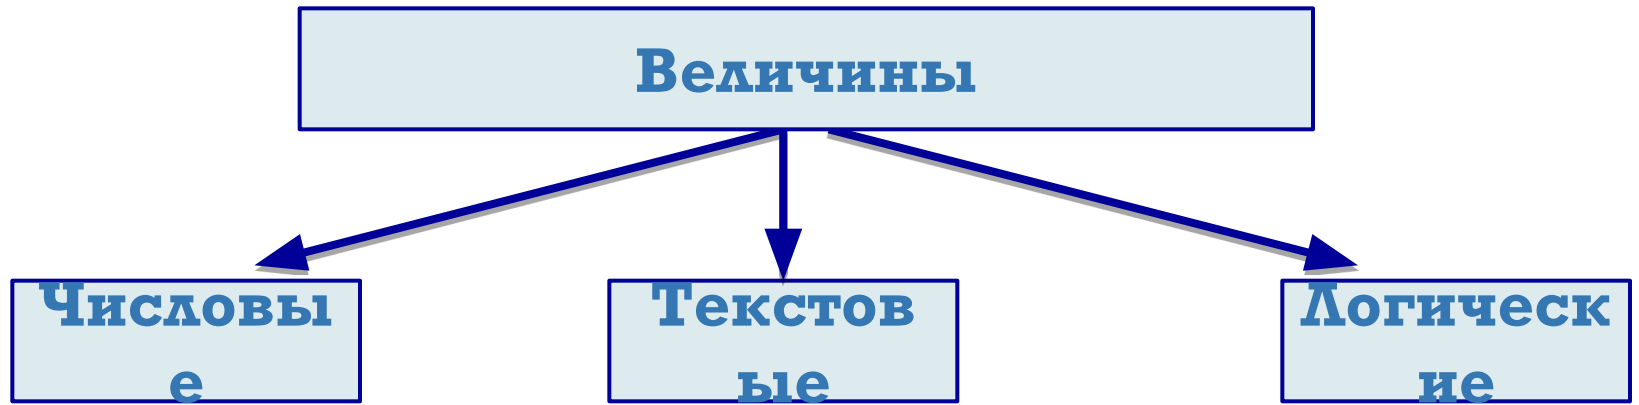 Величины
Числовы
е
Текстов
ые
Логическ
ие